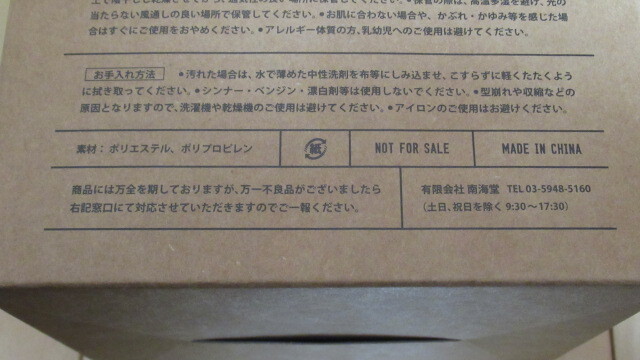 当たらない風通しの良い場所で保管してください。●お肌に合わない場合や、かぶれ・かゆみ等を感じた場合
はすぐにご使用をおやめください。●アレルギー体質の方、乳幼児へのご使用は避けてください。
お手入れ方法 ●汚れた場合は、水で薄めた中性洗剤を布等にしみ込ませ、こすらずに軽くたたくよう
に拭き取ってください。●シンナー・ベンジン・漂白剤等は使用しないでください。●型崩れや収縮などの
原因となりますので、洗濯機や乾燥機のご使用は避けてください。●アイロンのご使用はお避けください。
素材：ポリエステル、ポリプロピレン 紙 NOT FOR SALE MADE IN CHINA
商品には万全を期しておりますが、万一不良品がございましたら
右記窓口にて対応させていただきますのでご一報ください。
有限会社 南海堂 TEL 03-5948-5160
（土日、祝日を除く 9:30～17:30）